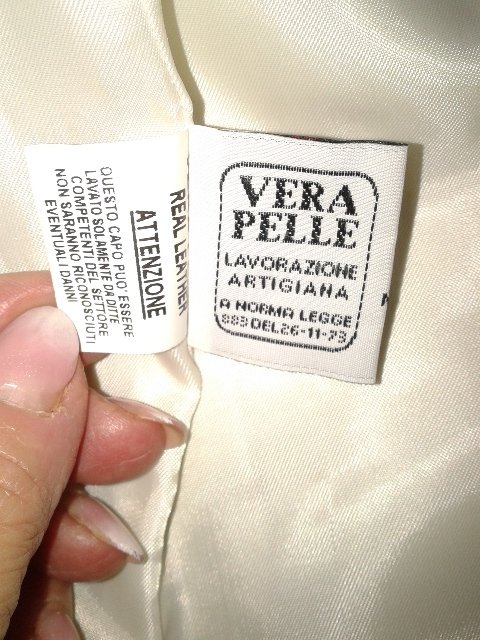 VERA
PELLE
LAVORAZIONE
ARTIGIANA
A NORMA LEGGE
883 DEL 26-11-73
REAL LEATHER
ATTENZIONE
QUESTO CAPO PUO' ESSERE
LAVATO SOLAMENTE DA DITTE
COMPETENTI DEL SETTORE
NON SARANNO RICONOSCIUTI
EVENTUALI DANNI